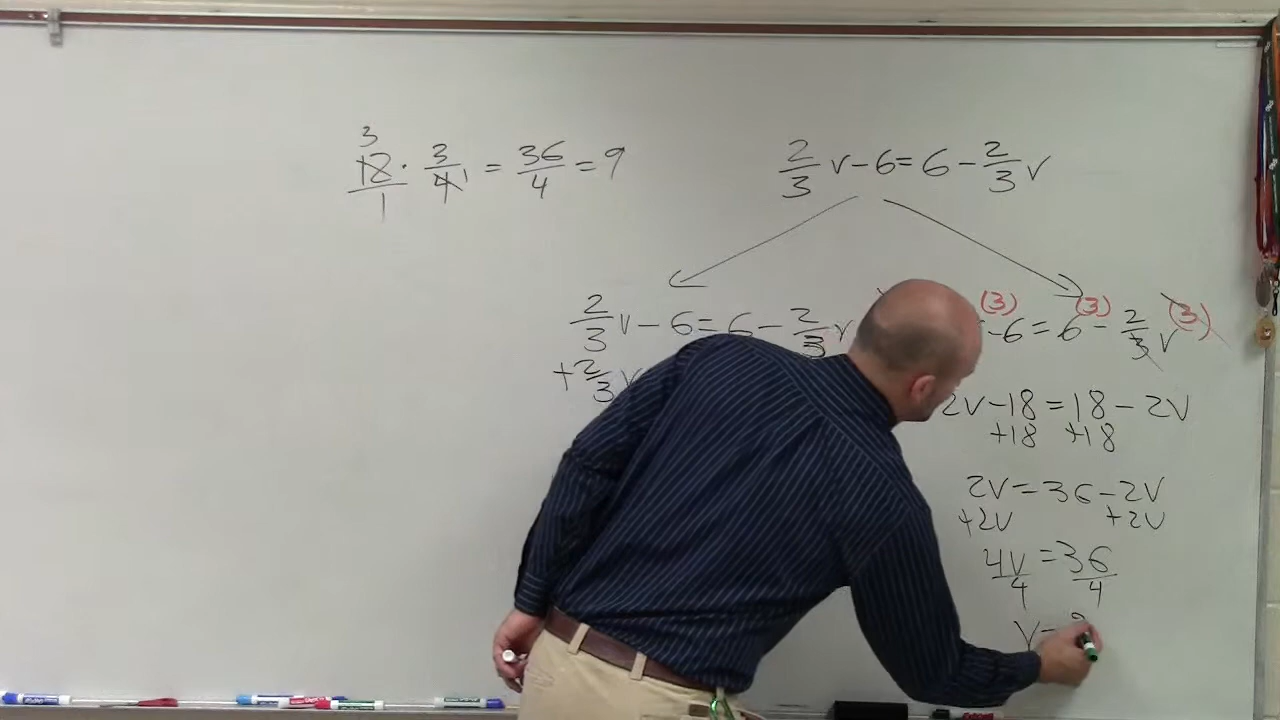 3
12/1 · 3/4 1 = 36/4 = 9
2/3 v - 6 = 6 - 2/3 v
2/3 v - 6 = 6 - 2/3 v
+ 2/3 v
(3) (3) (3)
-6 = 6 - 2/3 v
2v - 18 = 18 - 2v
+18 +18
2v = 36 - 2v
+2v +2v
4v/4 = 36/4
v =